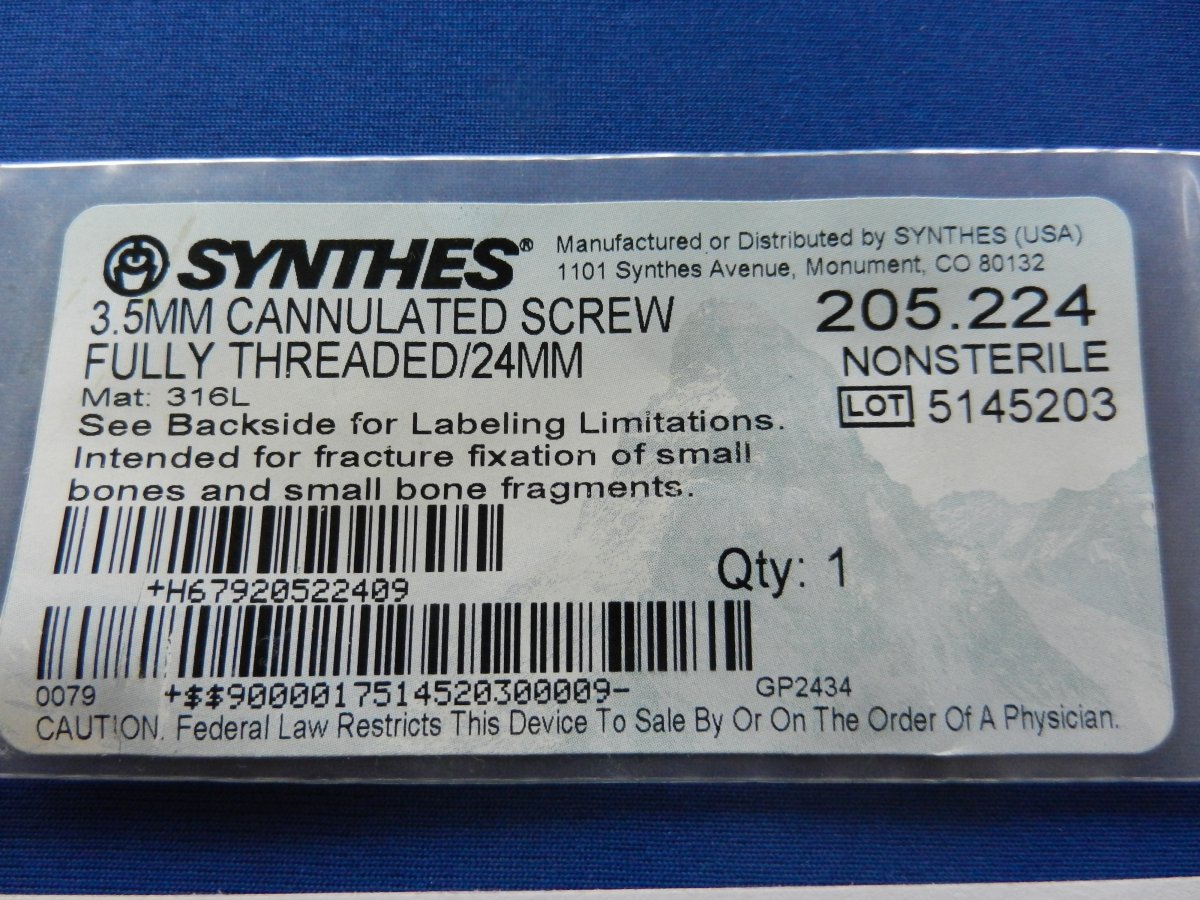 SYNTHES® Manufactured or Distributed by SYNTHES (USA)
1101 Synthes Avenue, Monument, CO 80132
3.5MM CANNULATED SCREW 205.224
FULLY THREADED/24MM NONSTERILE
Mat: 316L LOT 5145203
See Backside for Labeling Limitations.
Intended for fracture fixation of small
bones and small bone fragments.
Qty: 1
+H67920522409
0079 +$$9000017514520300009- GP2434
CAUTION. Federal Law Restricts This Device To Sale By Or On The Order Of A Physician.